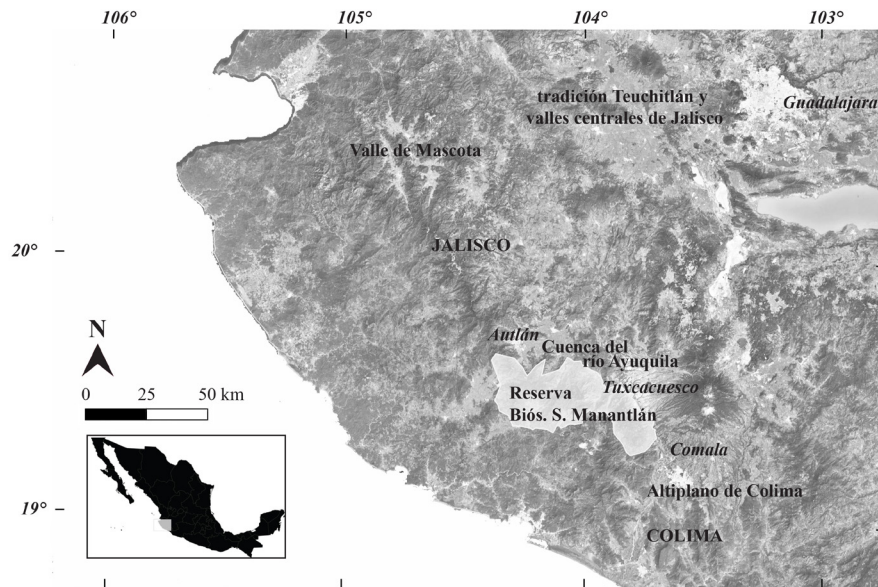 106°
105°
104°
103°
tradición Teuchitlán y
valles centrales de Jalisco
Guadalajara
Valle de Mascota
JALISCO
20°
Autlán
Cuenca del
río Ayuquila
N
Tuxcacuesco
0 25 50 km
Reserva
Biós. S. Manantlán
Comala
Altiplano de Colima
19°
COLIMA